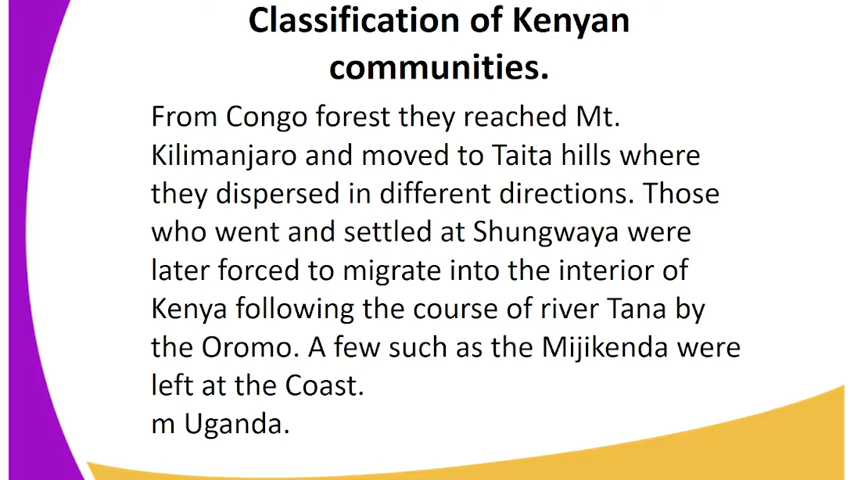 Classification of Kenyan
communities.
From Congo forest they reached Mt.
Kilimanjaro and moved to Taita hills where
they dispersed in different directions. Those
who went and settled at Shungwaya were
later forced to migrate into the interior of
Kenya following the course of river Tana by
the Oromo. A few such as the Mijikenda were
left at the Coast.
m Uganda.